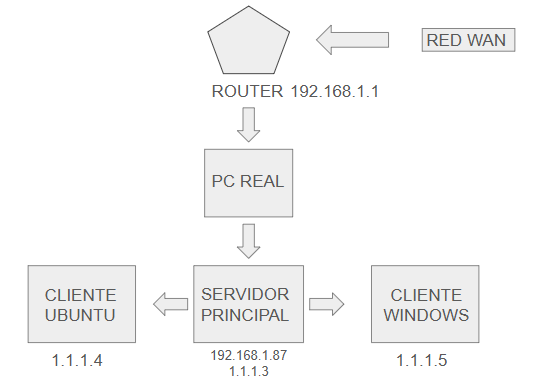 RED WAN
ROUTER 192.168.1.1
PC REAL
CLIENTE
UBUNTU
SERVIDOR
PRINCIPAL
CLIENTE
WINDOWS
1.1.1.4
192.168.1.87
1.1.1.3
1.1.1.5